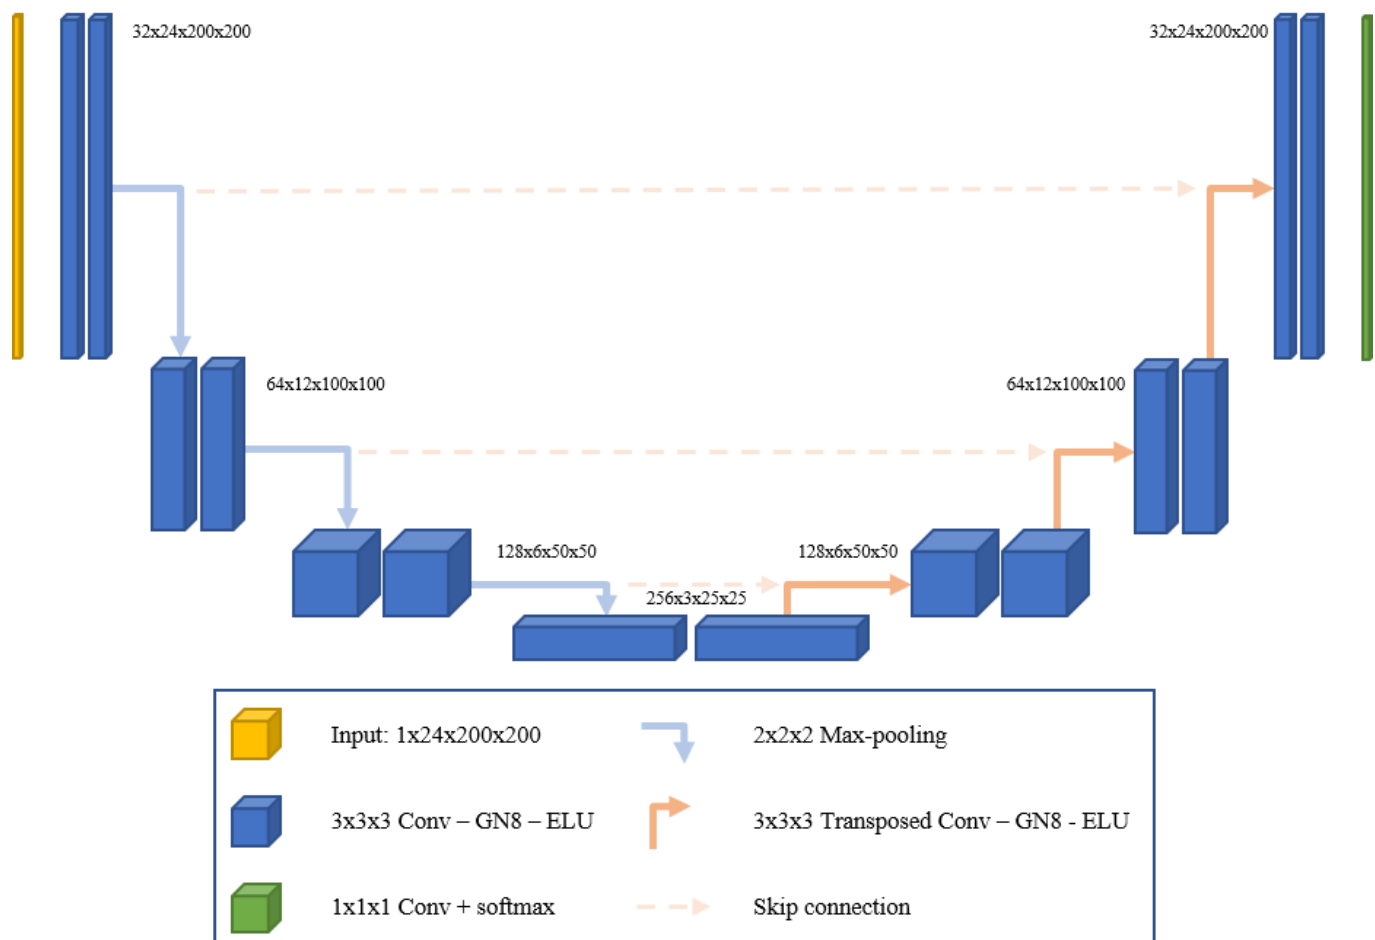 32x24x200x200
32x24x200x200
64x12x100x100
64x12x100x100
128x6x50x50
128x6x50x50
256x3x25x25
Input: 1x24x200x200
2x2x2 Max-pooling
3x3x3 Conv – GN8 – ELU
3x3x3 Transposed Conv – GN8 - ELU
1x1x1 Conv + softmax
Skip connection